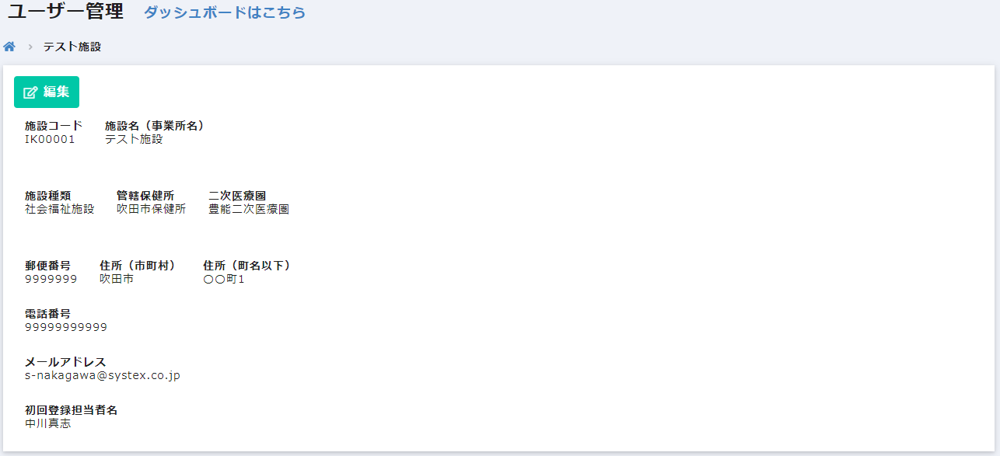 ユーザー管理 ダッシュボードはこちら
テスト施設
編集
施設コード 施設名（事業所名）
IK00001 テスト施設
施設種類 管轄保健所 二次医療圏
社会福祉施設 吹田市保健所 豊能二次医療圏
郵便番号 住所（市町村） 住所（町名以下）
9999999 吹田市 〇〇町1
電話番号
99999999999
メールアドレス
s-nakagawa@systex.co.jp
初回登録担当者名
中川真志